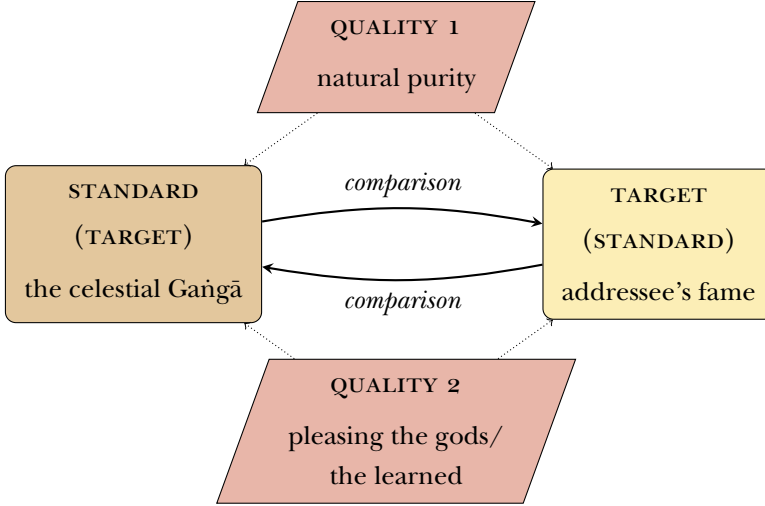 QUALITY 1
natural purity
STANDARD
(TARGET)
the celestial Gaṅgā
comparison
comparison
TARGET
(STANDARD)
addressee's fame
QUALITY 2
pleasing the gods/
the learned